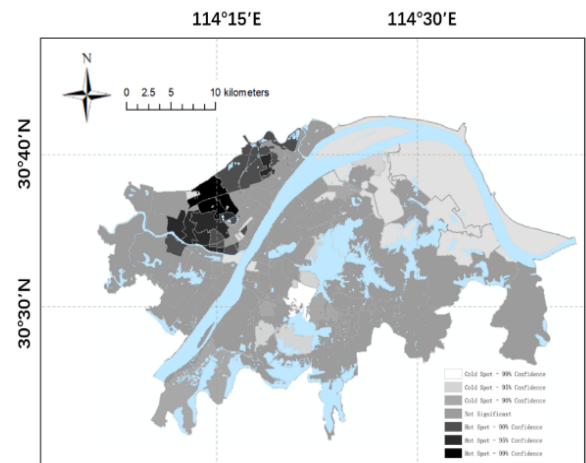 114°15′E 114°30′E
N
0 2.5 5 10 kilometers
30°40′N
30°30′N
Cold Spot - 99% Confidence
Cold Spot - 95% Confidence
Cold Spot - 90% Confidence
Not Significant
Hot Spot - 90% Confidence
Hot Spot - 95% Confidence
Hot Spot - 99% Confidence